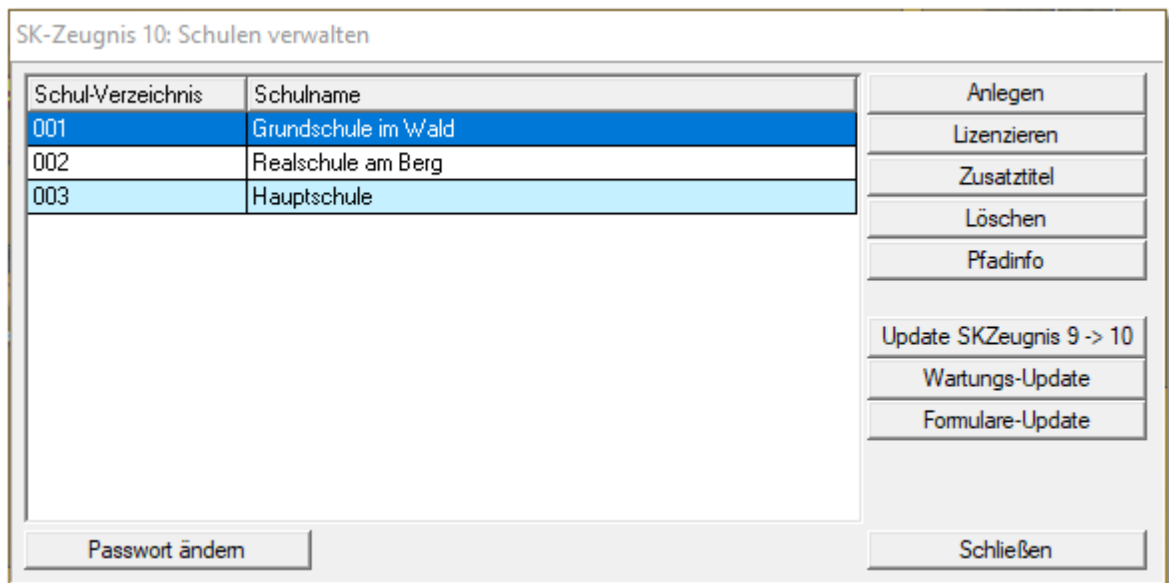 SK-Zeugnis 10: Schulen verwalten
Schul-Verzeichnis Schulname
001 Grundschule im Wald
002 Realschule am Berg
003 Hauptschule
Anlegen
Lizenzieren
Zusatztitel
Löschen
Pfadinfo
Update SKZeugnis 9 -> 10
Wartungs-Update
Formulare-Update
Passwort ändern
Schließen